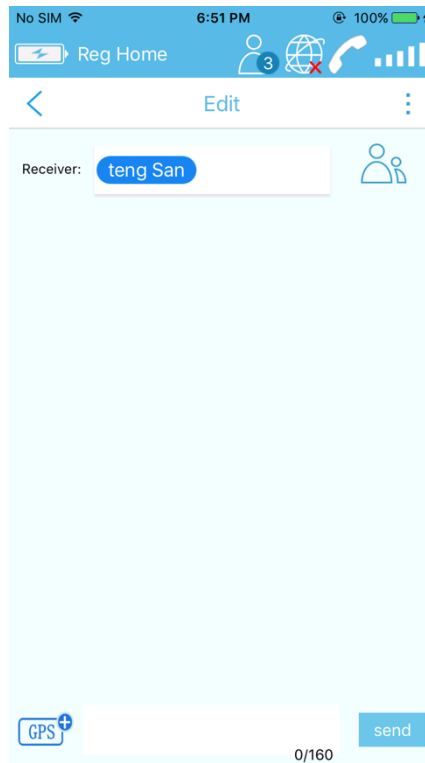 No SIM 6:51 PM 100%
Reg Home 3
Edit
Receiver: teng San
GPS
0/160
send